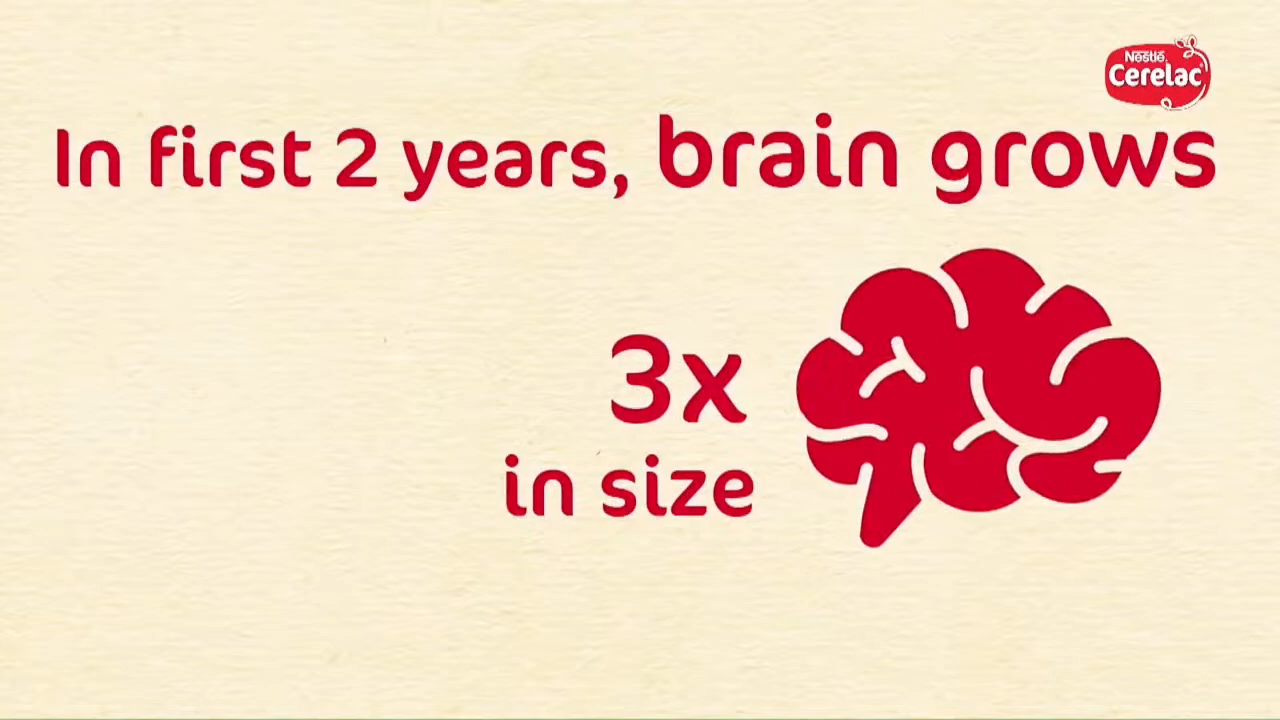 Nestlé
Cerelac
In first 2 years, brain grows
3x
in size